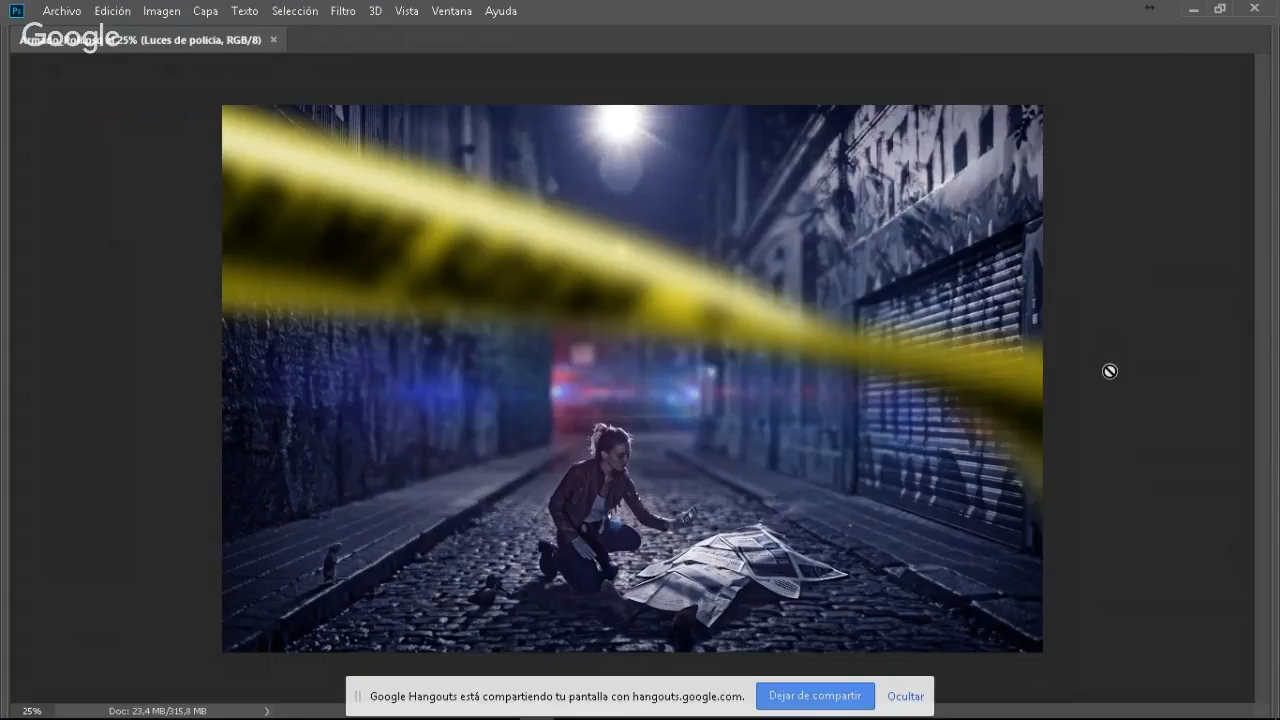 Ps Archivo Edición Imagen Capa Texto Selección Filtro 3D Vista Ventana Ayuda
Google
25% (Luces de policia, RGB/8) ×
Google Hangouts está compartiendo tu pantalla con hangouts.google.com. Dejar de compartir Ocultar
25% Doc: 23,4 MB/315,8 MB